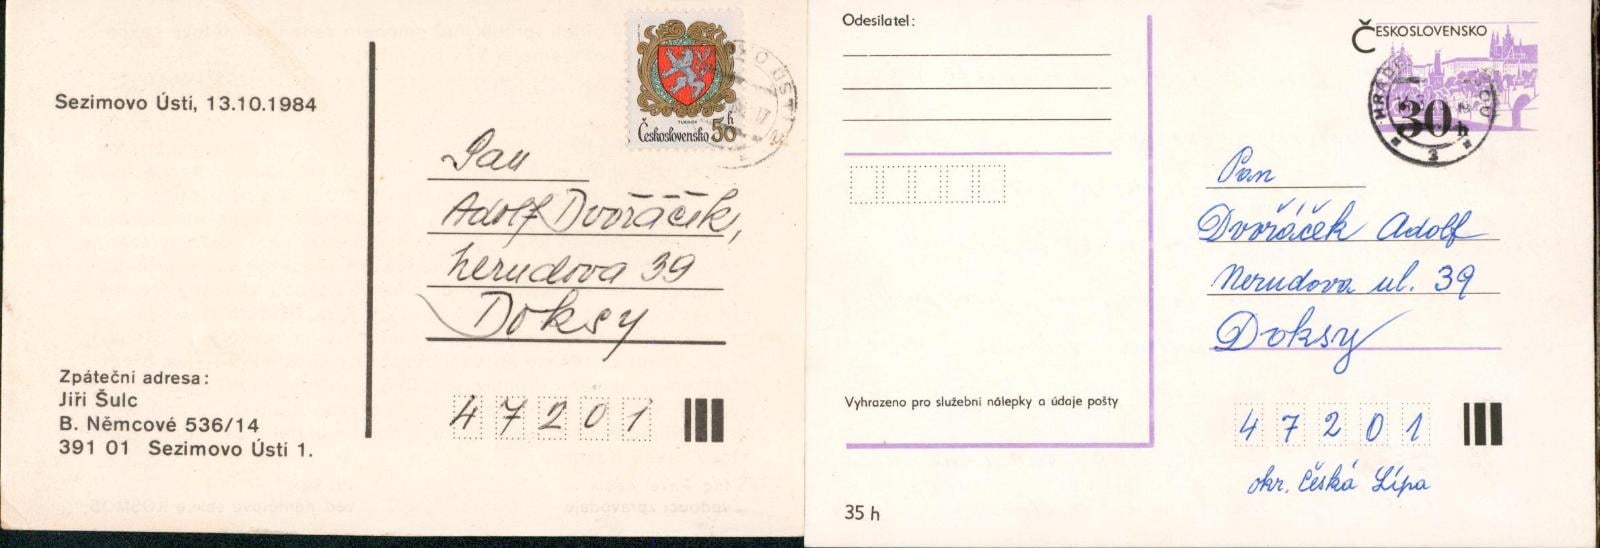 Sezimovo Ústí, 13.10.1984
Československo 50 h
Pan
Adolf Dvořáček,
Nerudova 39
Doksy
Zpáteční adresa:
Jiří Šulc
B. Němcové 536/14
391 01 Sezimovo Ústí 1.
47201
Odesilatel:
ČESKOSLOVENSKO
30 h
3
Pan
Dvořáček Adolf
Nerudova ul. 39
Doksy
Vyhrazeno pro služební nálepky a údaje pošty
47201
okr. Česká Lípa
35 h